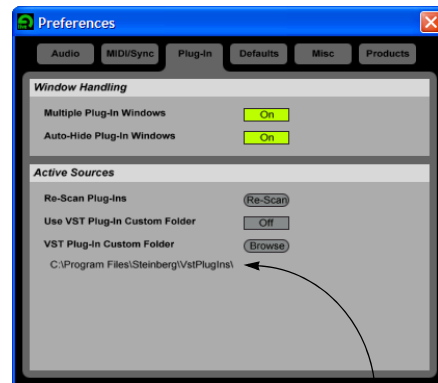 Preferences
Audio MIDI/Sync Plug-In Defaults Misc Products
Window Handling
Multiple Plug-In Windows On
Auto-Hide Plug-In Windows On
Active Sources
Re-Scan Plug-Ins Re-Scan
Use VST Plug-In Custom Folder Off
VST Plug-In Custom Folder Browse
C:\Program Files\Steinberg\VstPlugIns\